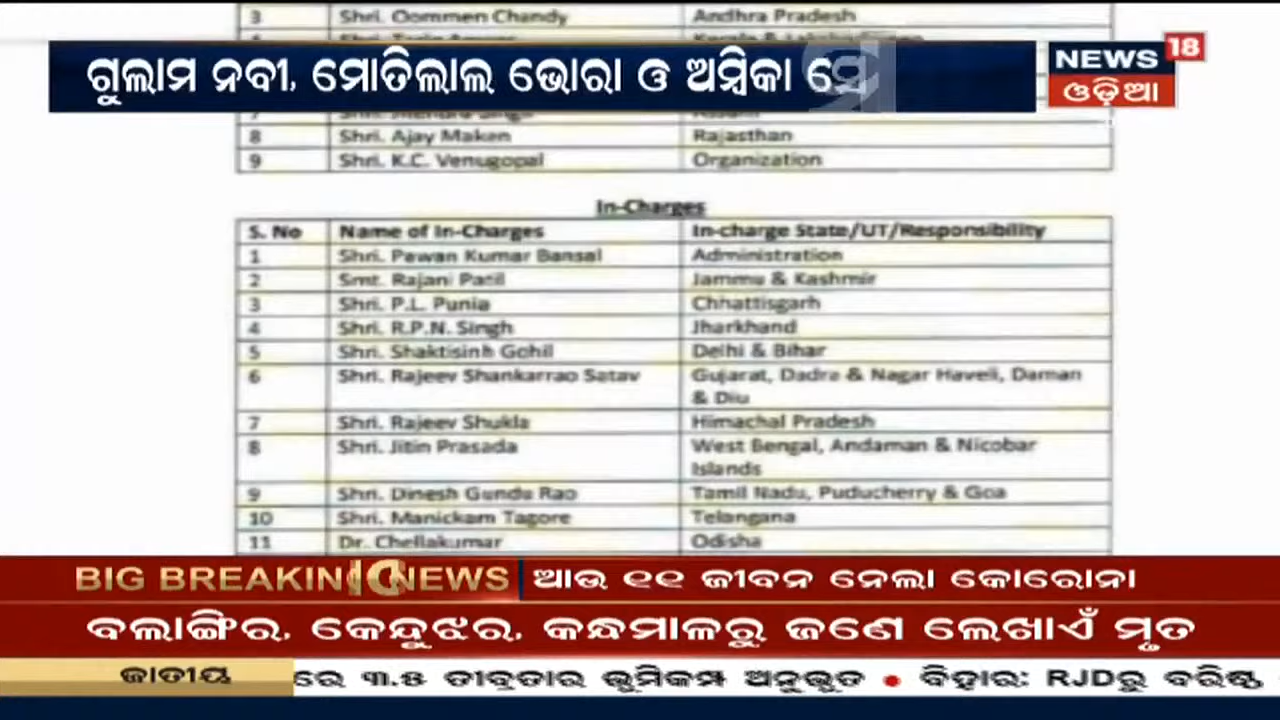 3 Shri. Oommen Chandy Andhra Pradesh
ଗୁଲାମ ନବୀ, ମୋତିଲାଲ ଭୋରା ଓ ଅମ୍ବିକା
NEWS 18
ଓଡ଼ିଆ
8 Shri. Ajay Maken Rajasthan
9 Shri. K.C. Venugopal Organization
In-Charges
S. No Name of In-Charges In-charge State/UT/Responsibility
1 Shri. Pawan Kumar Bansal Administration
2 Smt. Rajani Patil Jammu & Kashmir
3 Shri. P.L. Punia Chhattisgarh
4 Shri. R.P.N. Singh Jharkhand
5 Shri. Shaktisinh Gohil Delhi & Bihar
6 Shri. Rajeev Shankarrao Satav Gujarat, Dadra & Nagar Haveli, Daman
& Diu
7 Shri. Rajeev Shukla Himachal Pradesh
8 Shri. Jitin Prasada West Bengal, Andaman & Nicobar
Islands
9 Shri. Dinesh Gundu Rao Tamil Nadu, Puducherry & Goa
10 Shri. Manickam Tagore Telangana
11 Dr. Chellakumar Odisha
BIG BREAKING NEWS ଆଉ ୧୧ ଜୀବନ ନେଲା କୋରୋନା
ବଲାଙ୍ଗିର, କେନ୍ଦୁଝର, କନ୍ଧମାଳରୁ ଜଣେ ଲେଖାଏଁ ମୃତ
ଜାତୀୟ ରେ ୩.୫ ତୀବ୍ରତାର ଭୂମିକମ୍ପ ଅନୁଭୂତ • ବିହାର: RJDରୁ ବରିଷ୍ଠ